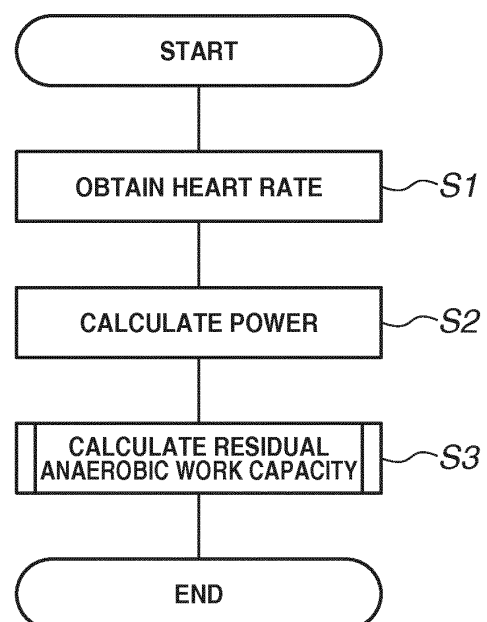 START
OBTAIN HEART RATE
S1
CALCULATE POWER
S2
CALCULATE RESIDUAL
ANAEROBIC WORK CAPACITY
S3
END